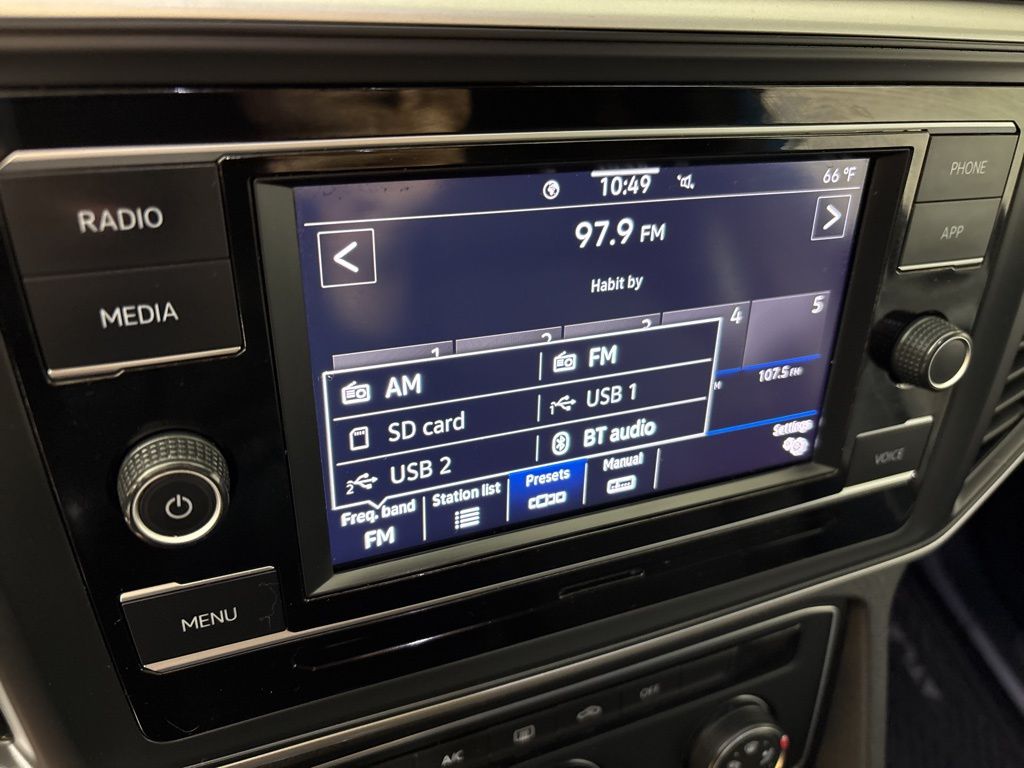 RADIO
MEDIA
MENU
10:49
66 °F
97.9 FM
Habit by
1 2 3 4 5
107.5 FM
AM FM
SD card USB 1
USB 2 BT audio
Freq. band Station list Presets Manual Settings
FM
PHONE
APP
VOICE
A/C
OFF